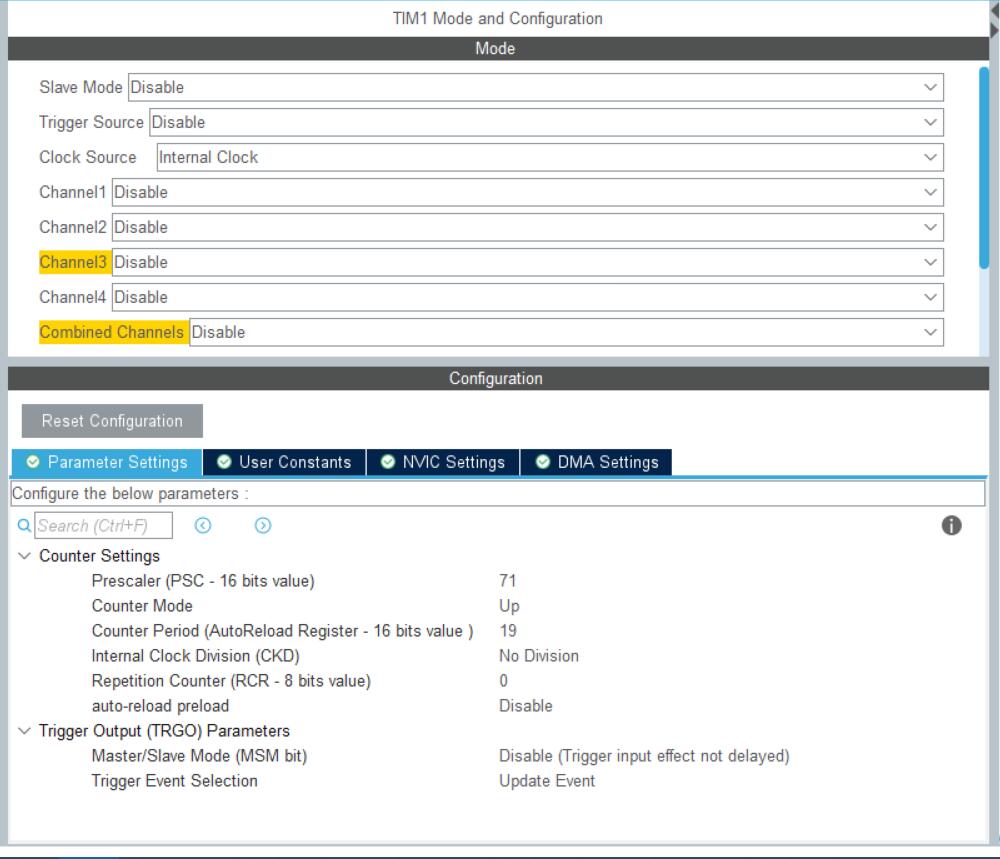 TIM1 Mode and Configuration
Mode
Slave Mode Disable
Trigger Source Disable
Clock Source Internal Clock
Channel1 Disable
Channel2 Disable
Channel3 Disable
Channel4 Disable
Combined Channels Disable
Configuration
Reset Configuration
Parameter Settings User Constants NVIC Settings DMA Settings
Configure the below parameters :
Search (Ctrl+F)
Counter Settings
Prescaler (PSC - 16 bits value) 71
Counter Mode Up
Counter Period (AutoReload Register - 16 bits value ) 19
Internal Clock Division (CKD) No Division
Repetition Counter (RCR - 8 bits value) 0
auto-reload preload Disable
Trigger Output (TRGO) Parameters
Master/Slave Mode (MSM bit) Disable (Trigger input effect not delayed)
Trigger Event Selection Update Event